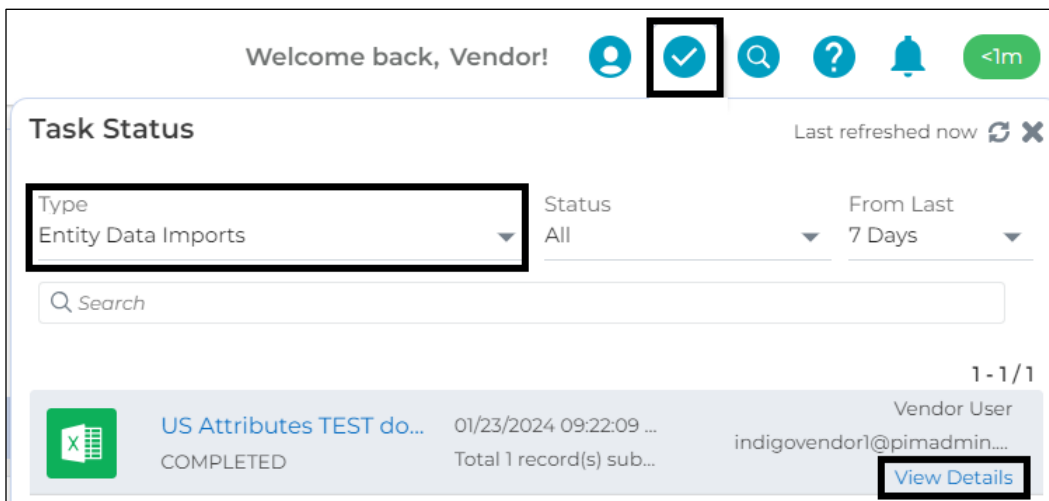 Welcome back, Vendor!
<1m
Task Status
Last refreshed now
Type
Status
From Last
Entity Data Imports
All
7 Days
Search
1 - 1 / 1
US Attributes TEST do...
01/23/2024 09:22:09 ...
Vendor User
COMPLETED
Total 1 record(s) sub...
indigovendor1@pimadmin....
View Details